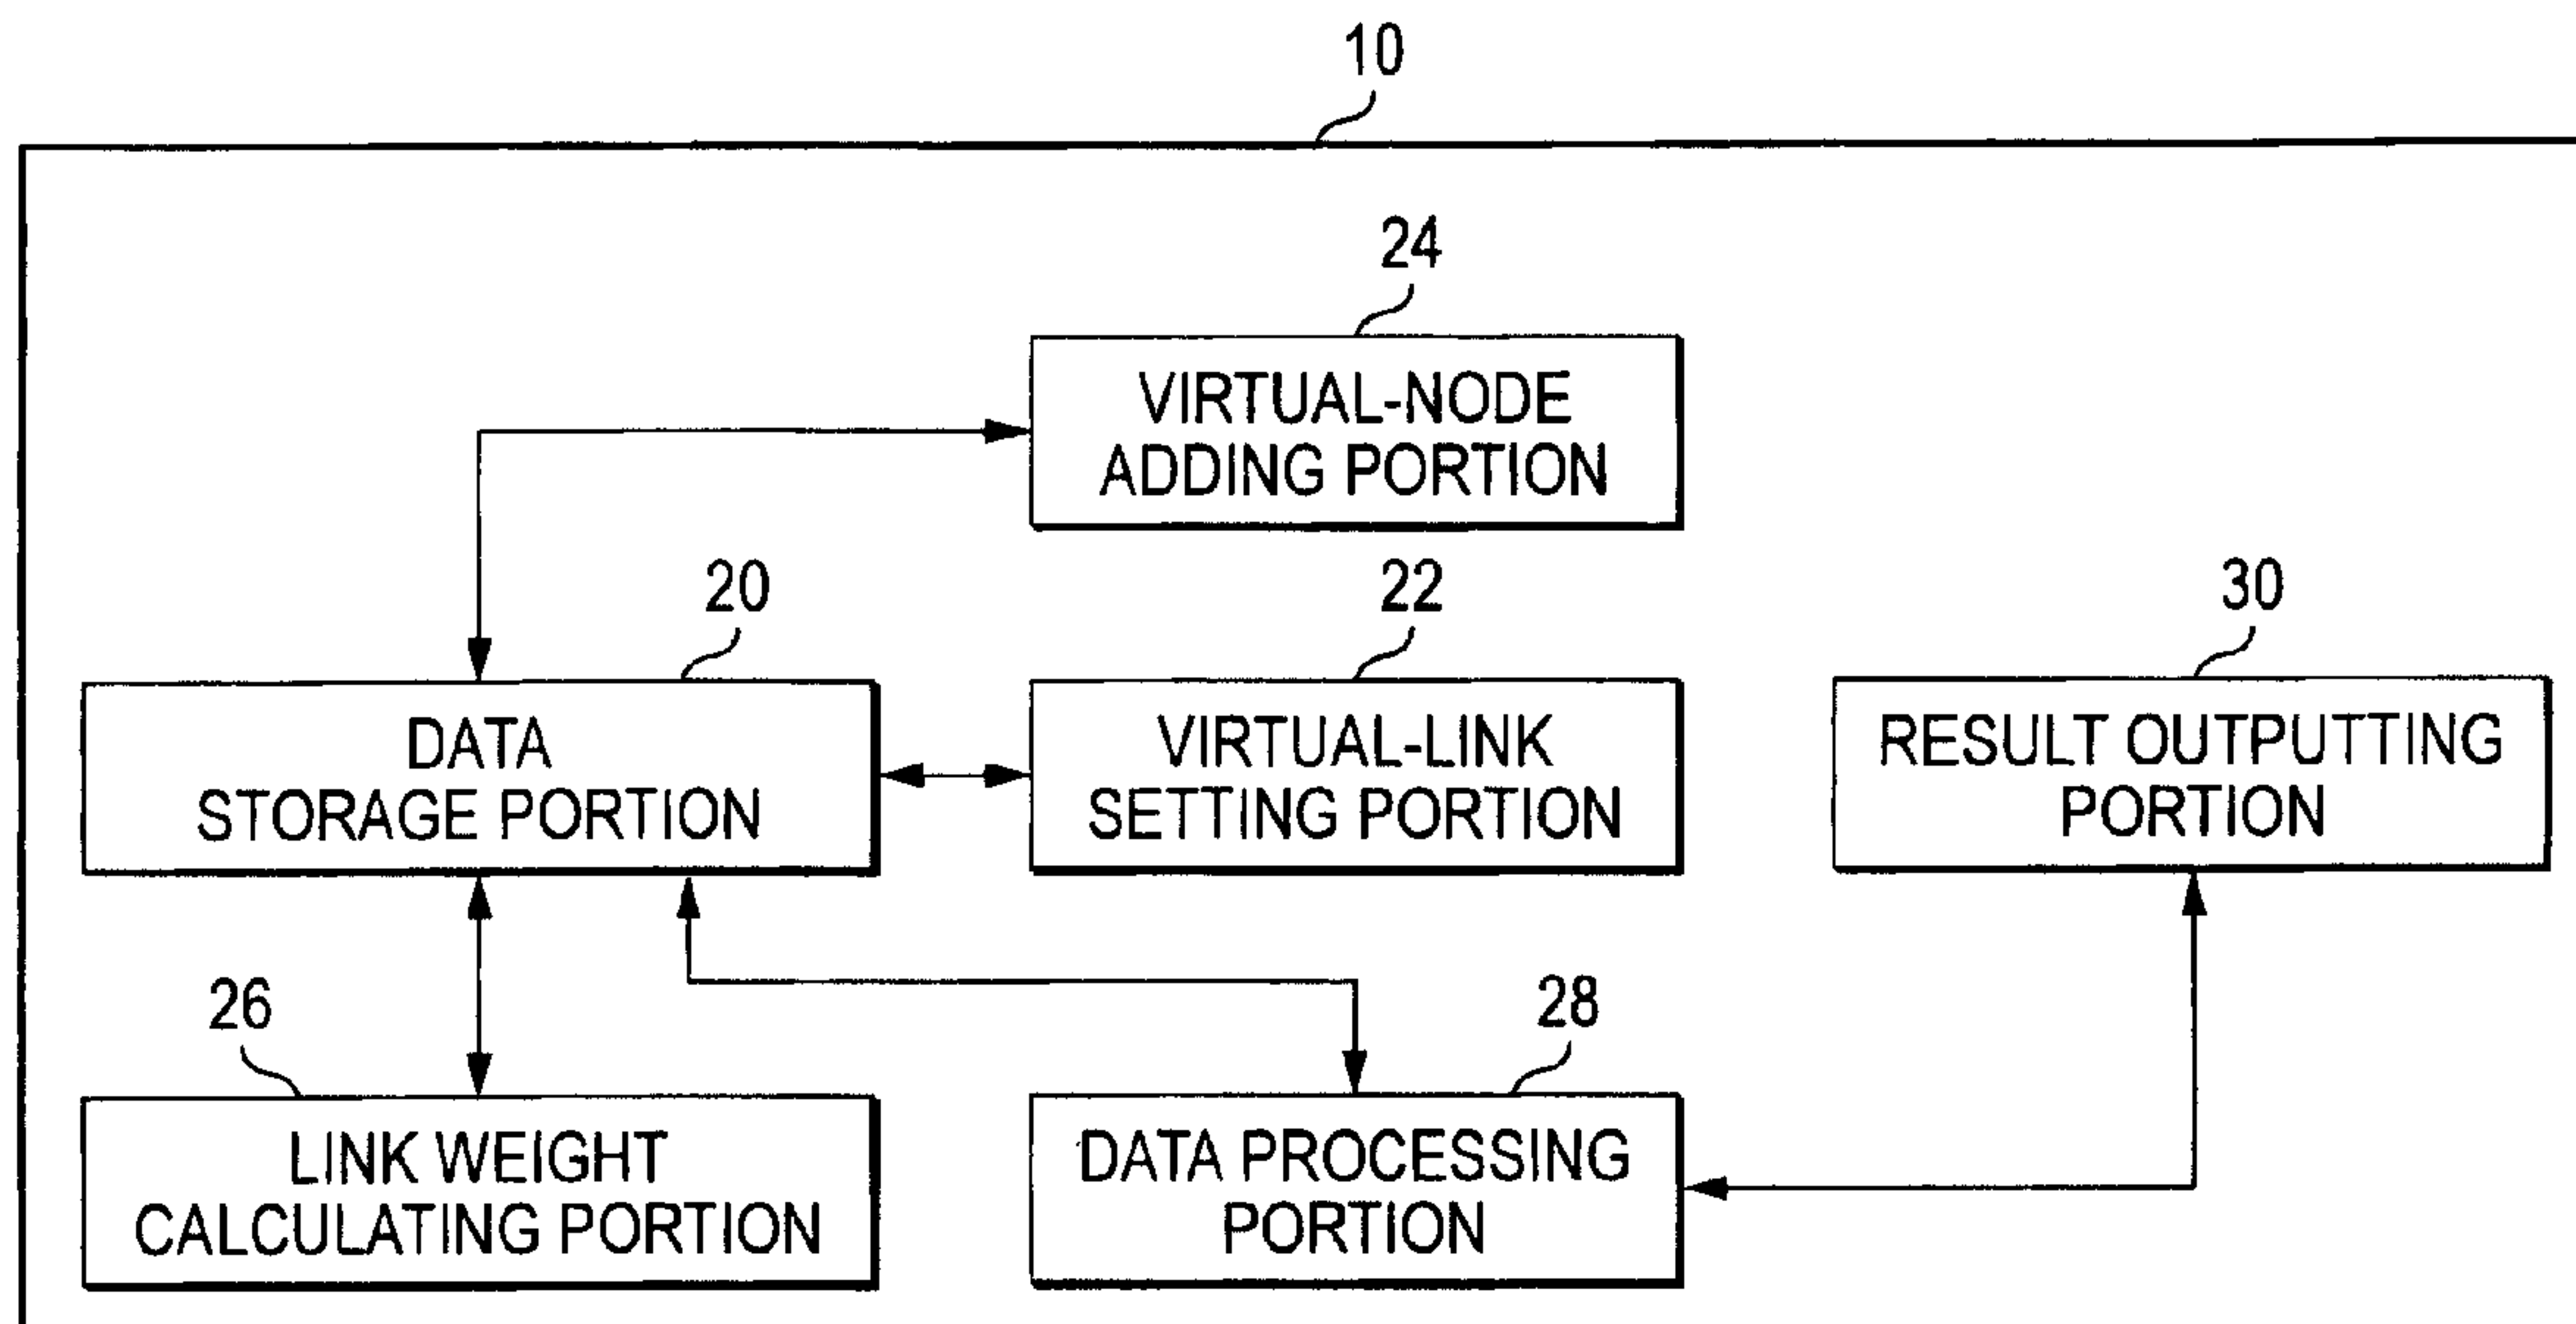 10
24
VIRTUAL-NODE
ADDING PORTION
20
22
30
DATA
STORAGE PORTION
VIRTUAL-LINK
SETTING PORTION
RESULT OUTPUTTING
PORTION
26
28
LINK WEIGHT
CALCULATING PORTION
DATA PROCESSING
PORTION